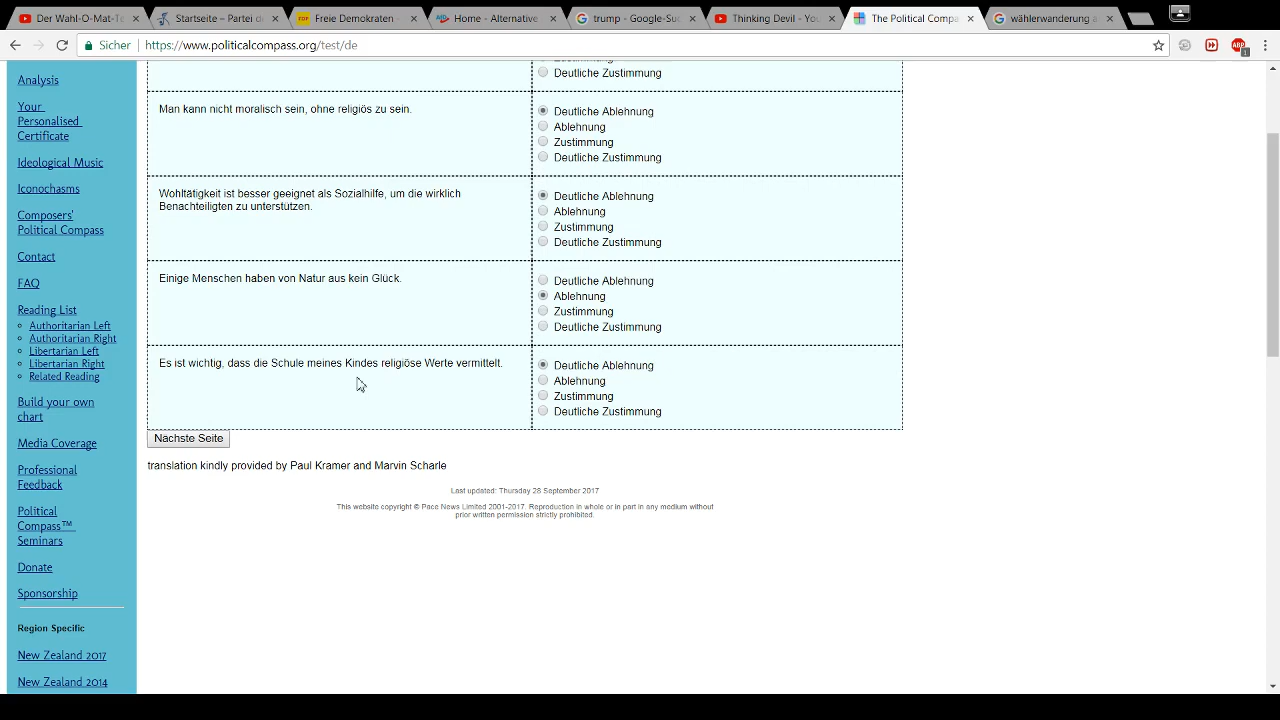 Der Wahl-O-Mat-Te
Startseite – Partei de
Freie Demokraten -
Home - Alternative
trump - Google-Suc
Thinking Devil - You
The Political Compa
wählerwanderung a
Sicher
https://www.politicalcompass.org/test/de
Analysis
Your
Personalised
Certificate
Ideological Music
Iconochasms
Composers'
Political Compass
Contact
FAQ
Reading List
Authoritarian Left
Authoritarian Right
Libertarian Left
Libertarian Right
Related Reading
Build your own
chart
Media Coverage
Professional
Feedback
Political
Compass™
Seminars
Donate
Sponsorship
Region Specific
New Zealand 2017
New Zealand 2014
Zustimmung
Deutliche Zustimmung
Man kann nicht moralisch sein, ohne religiös zu sein.
Deutliche Ablehnung
Ablehnung
Zustimmung
Deutliche Zustimmung
Wohltätigkeit ist besser geeignet als Sozialhilfe, um die wirklich
Benachteiligten zu unterstützen.
Deutliche Ablehnung
Ablehnung
Zustimmung
Deutliche Zustimmung
Einige Menschen haben von Natur aus kein Glück.
Deutliche Ablehnung
Ablehnung
Zustimmung
Deutliche Zustimmung
Es ist wichtig, dass die Schule meines Kindes religiöse Werte vermittelt.
Deutliche Ablehnung
Ablehnung
Zustimmung
Deutliche Zustimmung
Nächste Seite
translation kindly provided by Paul Kramer and Marvin Scharle
Last updated: Thursday 28 September 2017
This website copyright © Pace News Limited 2001-2017. Reproduction in whole or in part in any medium without
prior written permission strictly prohibited.